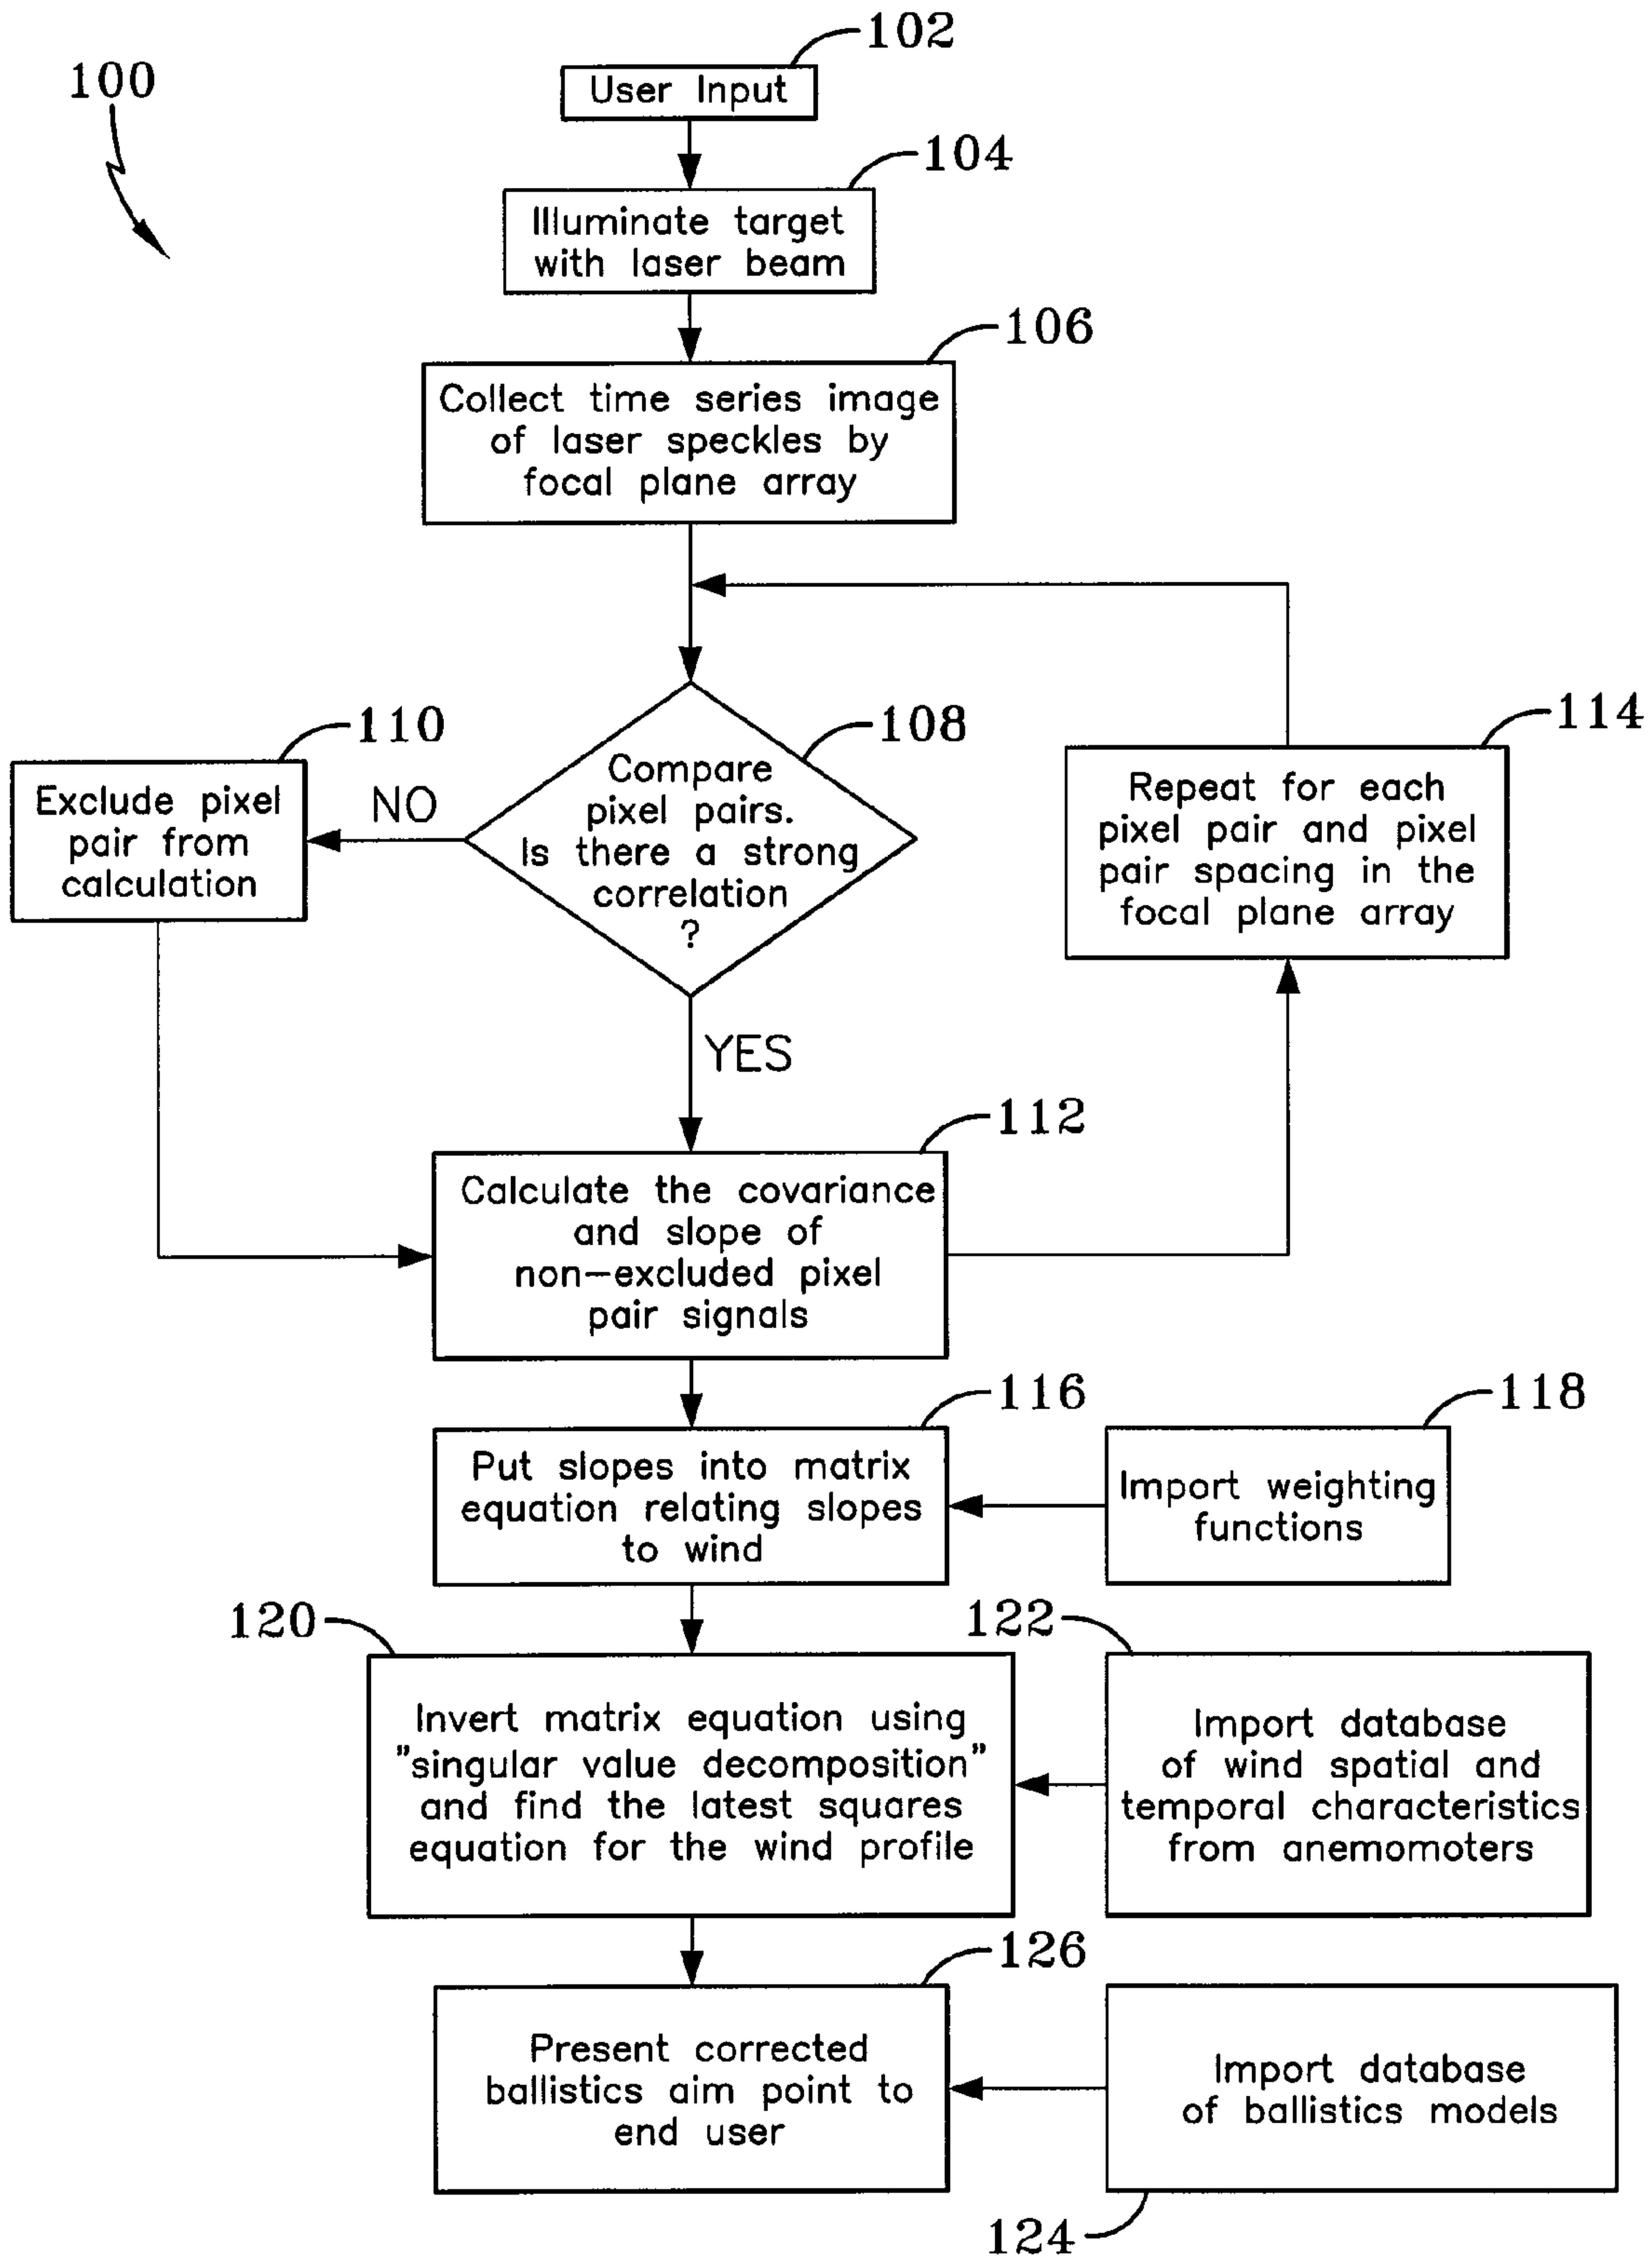 102
100
User Input
104
Illuminate target
with laser beam
106
Collect time series image
of laser speckles by
focal plane array
108
Compare
pixel pairs.
Is there a strong
correlation
?
110
NO
Exclude pixel
pair from
calculation
114
Repeat for each
pixel pair and pixel
pair spacing in the
focal plane array
YES
112
Calculate the covariance
and slope of
non-excluded pixel
pair signals
116
Put slopes into matrix
equation relating slopes
to wind
118
Import weighting
functions
120
Invert matrix equation using
"singular value decomposition"
and find the latest squares
equation for the wind profile
122
Import database
of wind spatial and
temporal characteristics
from anemomoters
126
Present corrected
ballistics aim point to
end user
Import database
of ballistics models
124